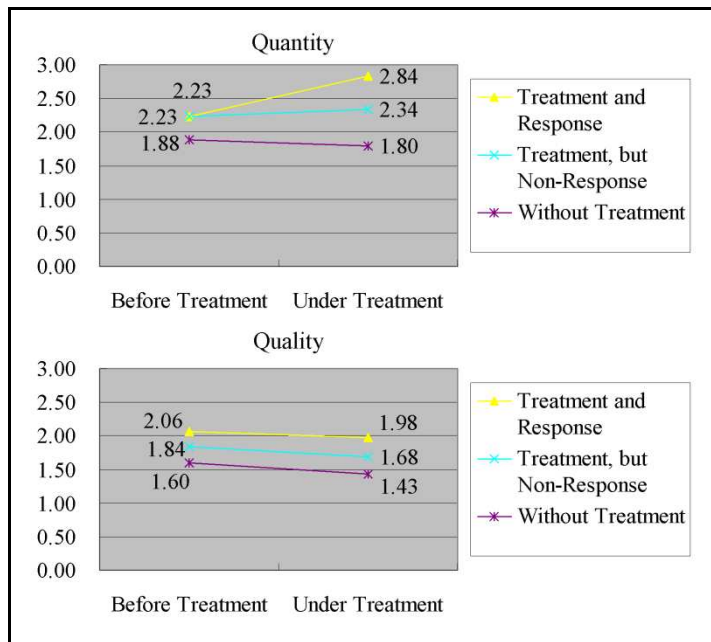 Quantity
3.00
2.50
2.00
1.50
1.00
0.50
0.00
2.23
2.23
1.88
2.84
2.34
1.80
Before Treatment Under Treatment
Treatment and
Response
Treatment, but
Non-Response
Without Treatment
Quality
3.00
2.50
2.00
1.50
1.00
0.50
0.00
2.06
1.84
1.60
1.98
1.68
1.43
Before Treatment Under Treatment
Treatment and
Response
Treatment, but
Non-Response
Without Treatment